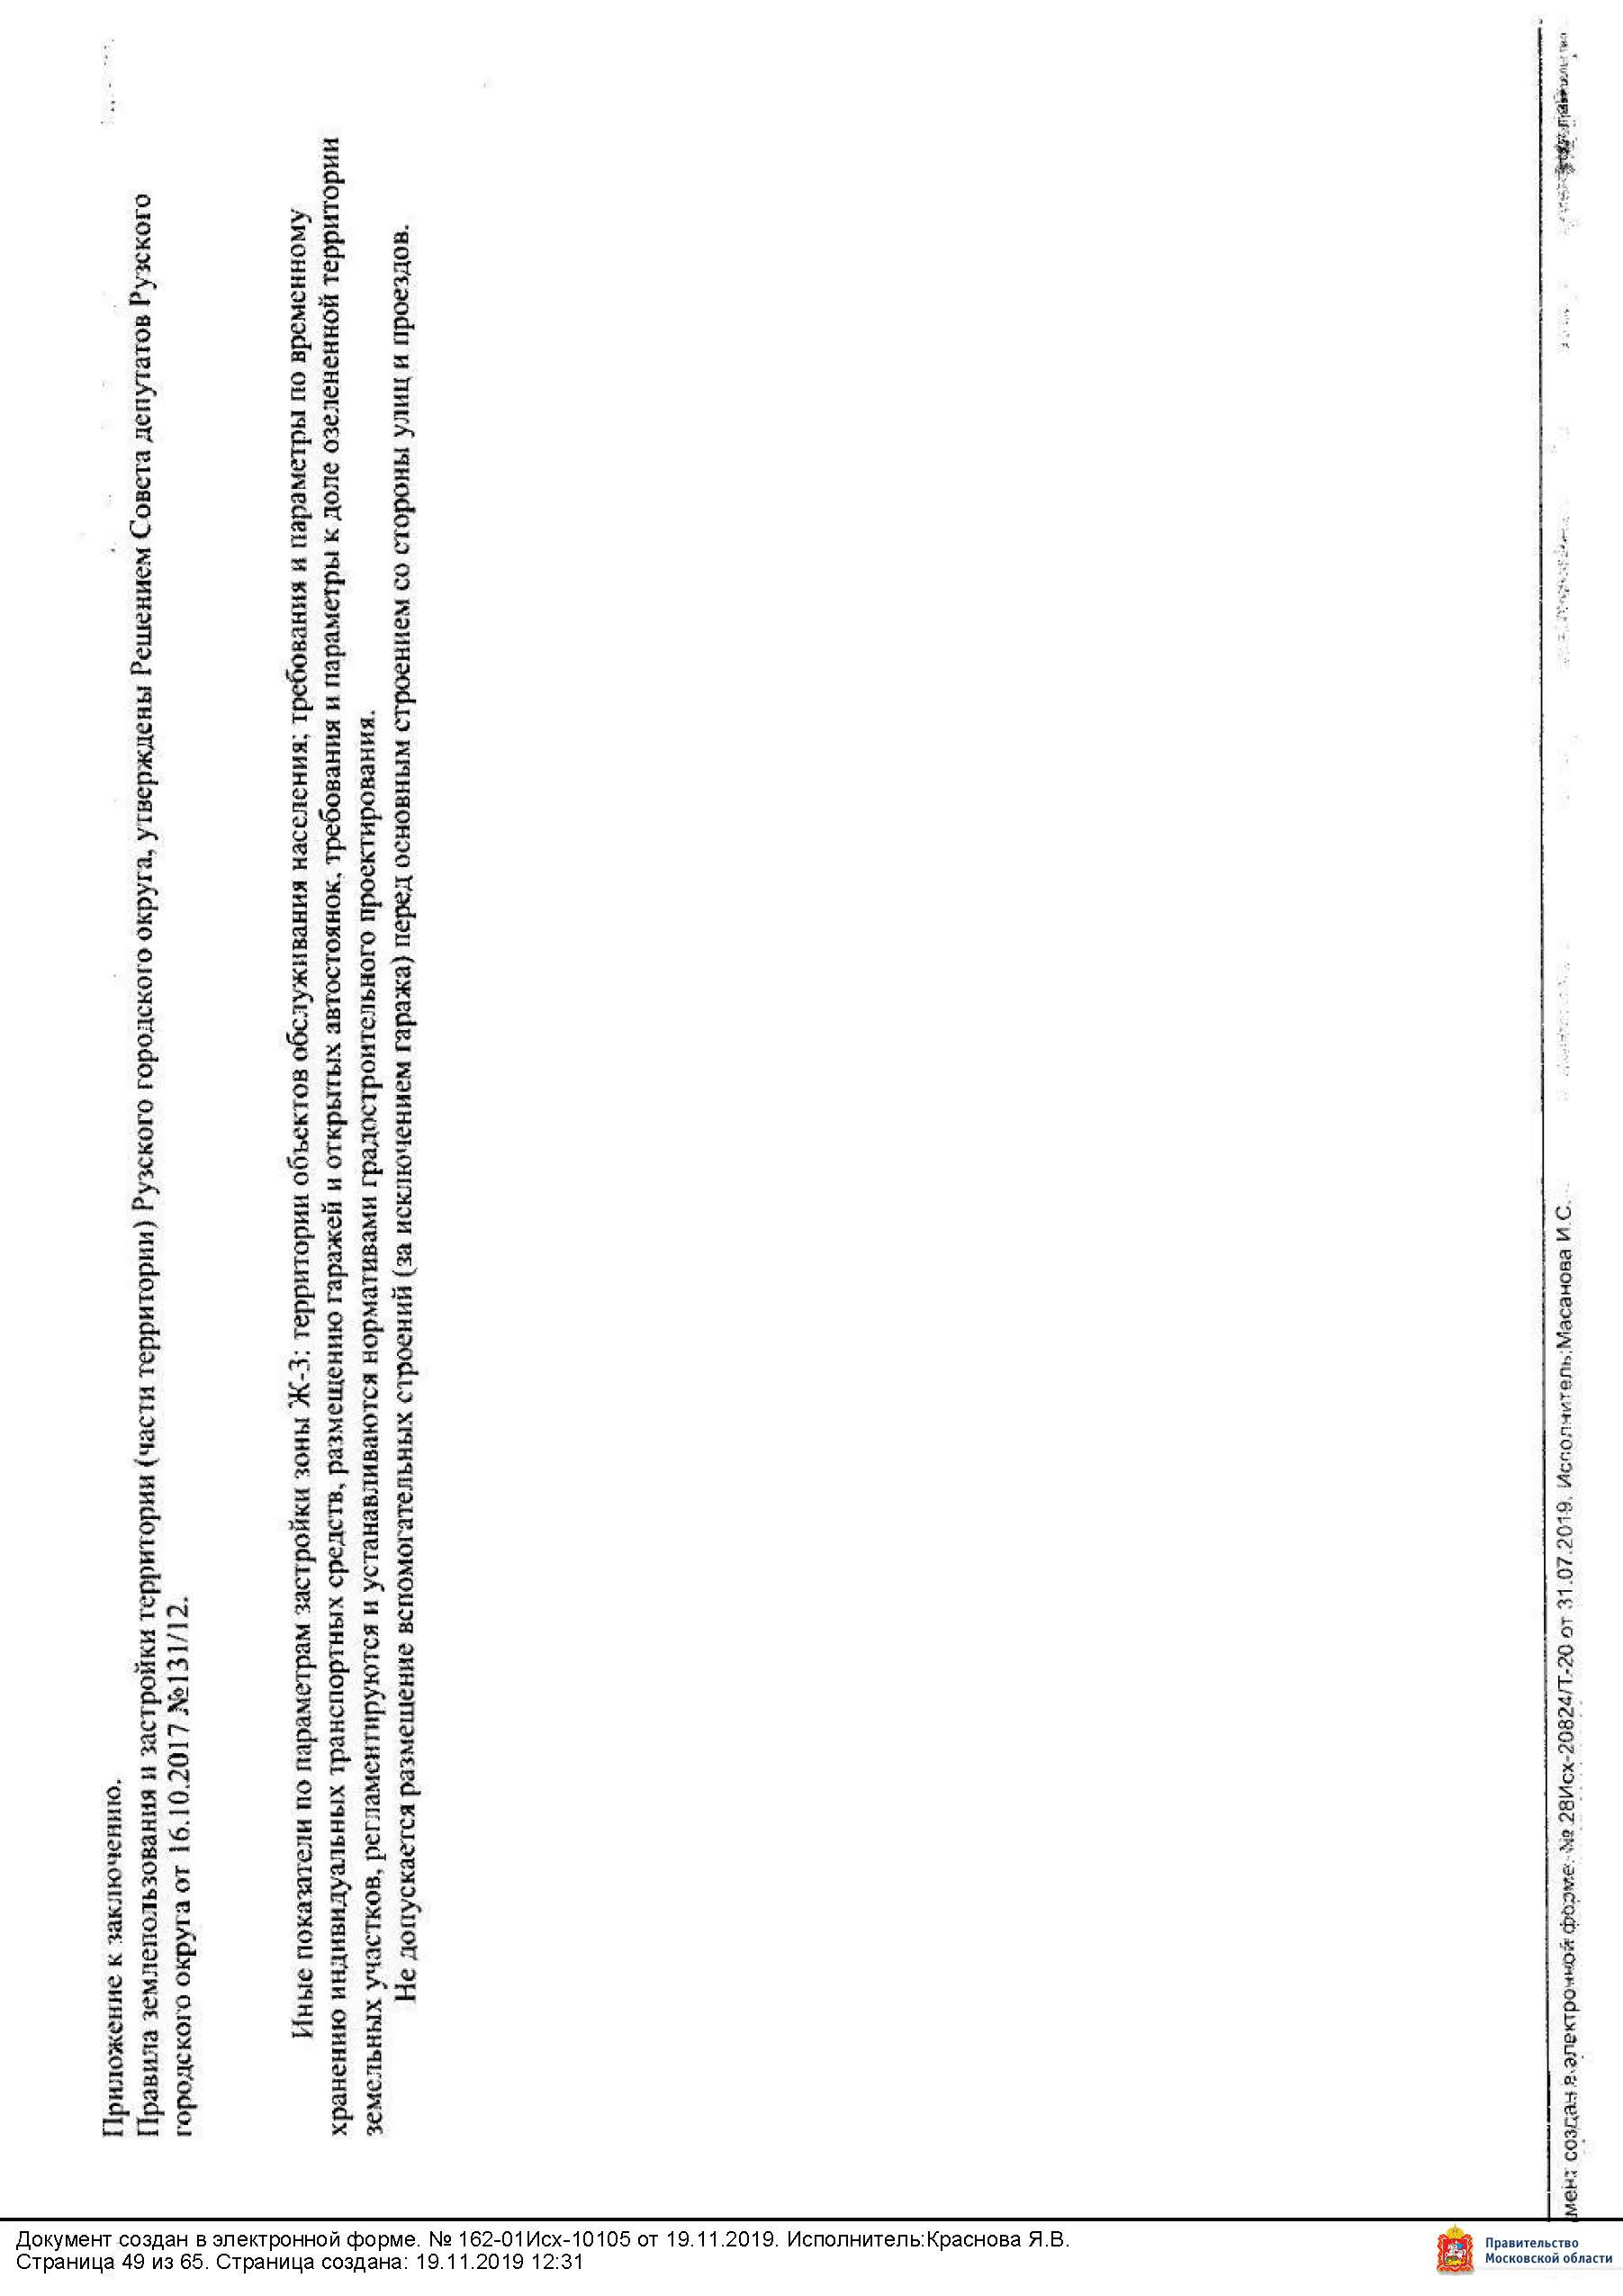 Приложение к заключению.
Правила землепользования и застройки территории (части территории) Рузского городского округа, утверждены Решением Совета депутатов Рузского
городского округа от 16.10.2017 №131/12.
Иные показатели по параметрам застройки зоны Ж-3: территории объектов обслуживания населения; требования и параметры по временному
хранению индивидуальных транспортных средств, размещению гаражей и открытых автостоянок, требования и параметры к доле озелененной территории
земельных участков, регламентируются и устанавливаются нормативами градостроительного проектирования.
Не допускается размещение вспомогательных строений (за исключением гаража) перед основным строением со стороны улиц и проездов.
мент создан в электронной форме. № 28Исх-20824/Т-20 от 31.07.2019. Исполнитель:Масанова И.С.
Документ создан в электронной форме. № 162-01Исх-10105 от 19.11.2019. Исполнитель:Краснова Я.В.
Страница 49 из 65. Страница создана: 19.11.2019 12:31
Правительство
Московской области